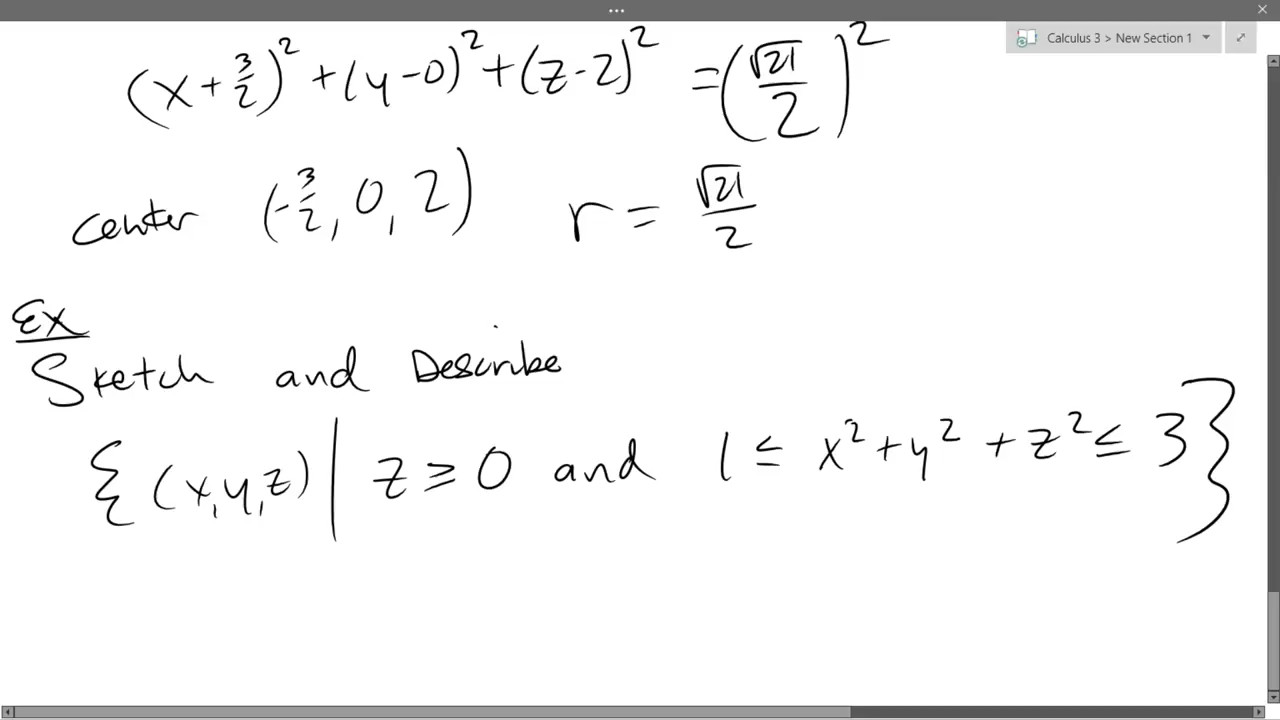 Calculus 3 > New Section 1
(x + 3/2)² + (y - 0)² + (z - 2)² = (√21/2)²
center (-3/2, 0, 2) r = √21/2
Ex
Sketch and Describe
{ (x,y,z) | z ≥ 0 and 1 ≤ x² + y² + z² ≤ 3 }